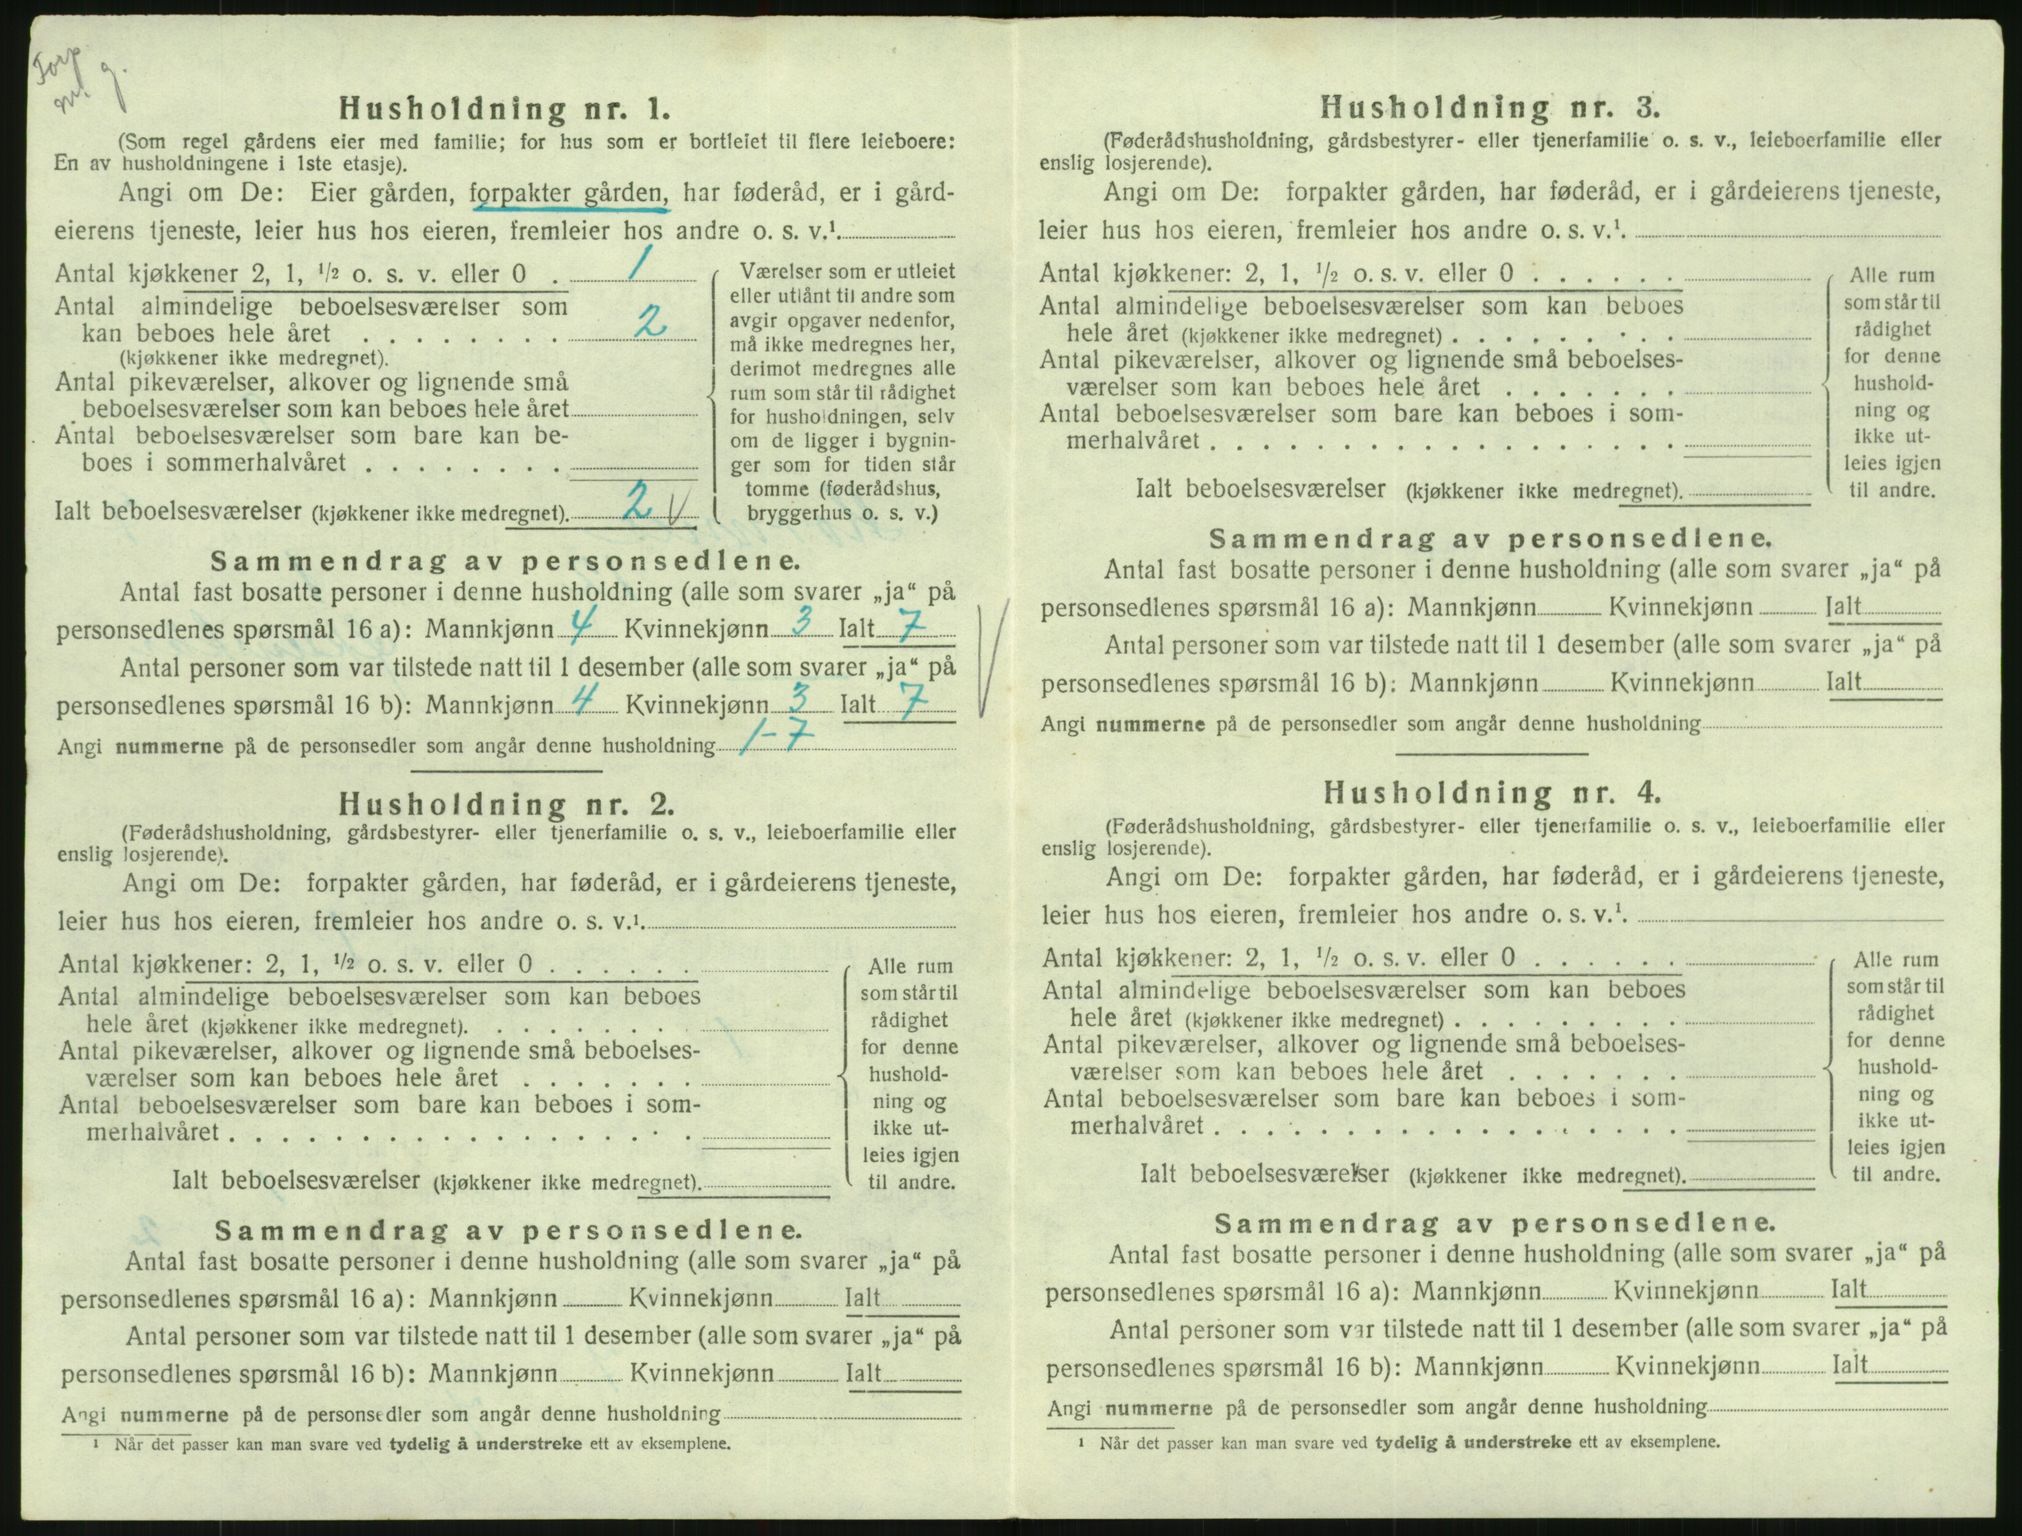 Forp
m. g.
Husholdning nr. 1.
(Som regel gårdens eier med familie; for hus som er bortleiet til flere leieboere:
En av husholdningene i 1ste etasje).
Angi om De: Eier gården, forpakter gården, har føderåd, er i gård-
eierens tjeneste, leier hus hos eieren, fremleier hos andre o. s. v.¹.
Antal kjøkkener 2, 1, ¹/₂ o. s. v. eller 0 . 1
Antal almindelige beboelsesværelser som
kan beboes hele året . . . . . . . . 2
(kjøkkener ikke medregnet).
Antal pikeværelser, alkover og lignende små
beboelsesværelser som kan beboes hele året
Antal beboelsesværelser som bare kan be-
boes i sommerhalvåret . . . . . . . .
Ialt beboelsesværelser (kjøkkener ikke medregnet). 2 V
Værelser som er utleiet
eller utlånt til andre som
avgir opgaver nedenfor,
må ikke medregnes her,
derimot medregnes alle
rum som står til rådighet
for husholdningen, selv
om de ligger i bygnin-
ger som for tiden står
tomme (føderådshus,
bryggerhus o. s. v.)
Sammendrag av personsedlene.
Antal fast bosatte personer i denne husholdning (alle som svarer „ja“ på
personsedlenes spørsmål 16 a): Mannkjønn 4 Kvinnekjønn 3 Ialt 7
Antal personer som var tilstede natt til 1 desember (alle som svarer „ja“ på
personsedlenes spørsmål 16 b): Mannkjønn 4 Kvinnekjønn 3 Ialt 7
Angi nummerne på de personsedler som angår denne husholdning 1-7
Husholdning nr. 2.
(Føderådshusholdning, gårdsbestyrer- eller tjenerfamilie o. s. v., leieboerfamilie eller
enslig losjerende).
Angi om De: forpakter gården, har føderåd, er i gårdeierens tjeneste,
leier hus hos eieren, fremleier hos andre o. s. v.¹.
Antal kjøkkener: 2, 1, ¹/₂ o. s. v. eller 0 . . . . . .
Antal almindelige beboelsesværelser som kan beboes
hele året (kjøkkener ikke medregnet). . . . . . . . .
Antal pikeværelser, alkover og lignende små beboelses-
værelser som kan beboes hele året . . . . . . .
Antal beboelsesværelser som bare kan beboes i som-
merhalvåret . . . . . . . . . . . . . . . . . .
Ialt beboelsesværelser (kjøkkener ikke medregnet).
Alle rum
som står til
rådighet
for denne
hushold-
ning og
ikke ut-
leies igjen
til andre.
Sammendrag av personsedlene.
Antal fast bosatte personer i denne husholdning (alle som svarer „ja“ på
personsedlenes spørsmål 16 a): Mannkjønn Kvinnekjønn Ialt
Antal personer som var tilstede natt til 1 desember (alle som svarer „ja“ på
personsedlenes spørsmål 16 b): Mannkjønn Kvinnekjønn Ialt
Angi nummerne på de personsedler som angår denne husholdning
¹ Når det passer kan man svare ved tydelig å understreke ett av eksemplene.
Husholdning nr. 3.
(Føderådshusholdning, gårdsbestyrer- eller tjenerfamilie o. s. v., leieboerfamilie eller
enslig losjerende).
Angi om De: forpakter gården, har føderåd, er i gårdeierens tjeneste,
leier hus hos eieren, fremleier hos andre o. s. v.¹.
Antal kjøkkener: 2, 1, ¹/₂ o. s. v. eller 0 . . . . . .
Antal almindelige beboelsesværelser som kan beboes
hele året (kjøkkener ikke medregnet) . . . . . . . . .
Antal pikeværelser, alkover og lignende små beboelses-
værelser som kan beboes hele året . . . . . . .
Antal beboelsesværelser som bare kan beboes i som-
merhalvåret . . . . . . . . . . . . . . . . . .
Ialt beboelsesværelser (kjøkkener ikke medregnet).
Alle rum
som står til
rådighet
for denne
hushold-
ning og
ikke ut-
leies igjen
til andre.
Sammendrag av personsedlene.
Antal fast bosatte personer i denne husholdning (alle som svarer „ja“ på
personsedlenes spørsmål 16 a): Mannkjønn Kvinnekjønn Ialt
Antal personer som var tilstede natt til 1 desember (alle som svarer „ja“ på
personsedlenes spørsmål 16 b): Mannkjønn Kvinnekjønn Ialt
Angi nummerne på de personsedler som angår denne husholdning
Husholdning nr. 4.
(Føderådshusholdning, gårdsbestyrer- eller tjenerfamilie o. s. v., leieboerfamilie eller
enslig losjerende).
Angi om De: forpakter gården, har føderåd, er i gårdeierens tjeneste,
leier hus hos eieren, fremleier hos andre o. s. v.¹.
Antal kjøkkener: 2, 1, ¹/₂ o. s. v. eller 0 . . . . . .
Antal almindelige beboelsesværelser som kan beboes
hele året (kjøkkener ikke medregnet) . . . . . . . . .
Antal pikeværelser, alkover og lignende små beboelses-
værelser som kan beboes hele året . . . . . . .
Antal beboelsesværelser som bare kan beboes i som-
merhalvåret . . . . . . . . . . . . . . . . . .
Ialt beboelsesværelser (kjøkkener ikke medregnet).
Alle rum
som står til
rådighet
for denne
hushold-
ning og
ikke ut-
leies igjen
til andre.
Sammendrag av personsedlene.
Antal fast bosatte personer i denne husholdning (alle som svarer „ja“ på
personsedlenes spørsmål 16 a): Mannkjønn Kvinnekjønn Ialt
Antal personer som var tilstede natt til 1 desember (alle som svarer „ja“ på
personsedlenes spørsmål 16 b): Mannkjønn Kvinnekjønn Ialt
Angi nummerne på de personsedler som angår denne husholdning
¹ Når det passer kan man svare ved tydelig å understreke ett av eksemplene.